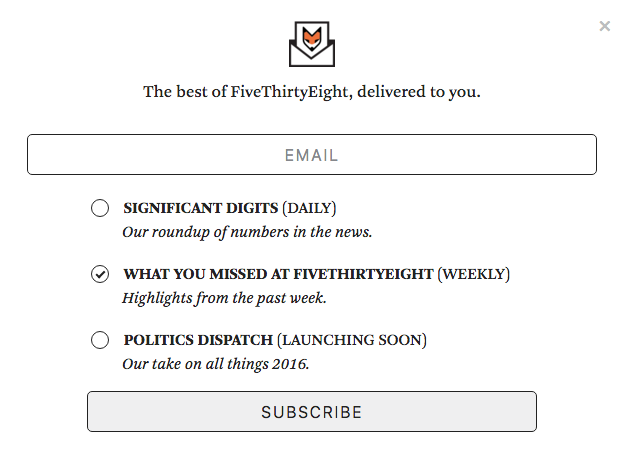 ×
The best of FiveThirtyEight, delivered to you.
EMAIL
SIGNIFICANT DIGITS (DAILY)
Our roundup of numbers in the news.
WHAT YOU MISSED AT FIVETHIRTYEIGHT (WEEKLY)
Highlights from the past week.
POLITICS DISPATCH (LAUNCHING SOON)
Our take on all things 2016.
SUBSCRIBE